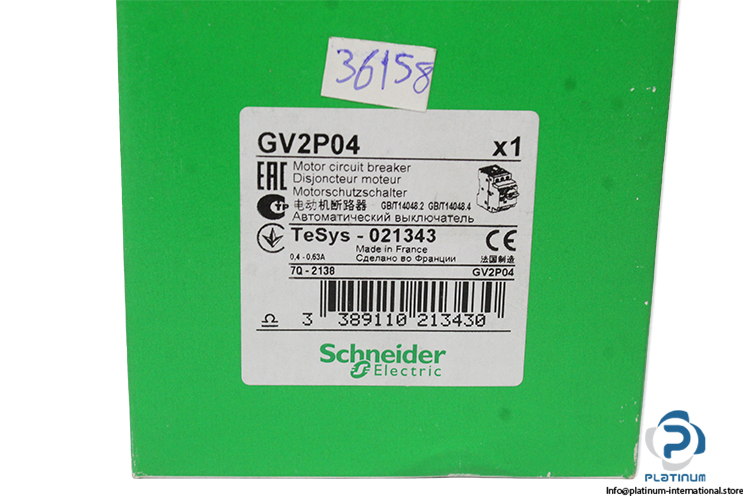 36158
GV2P04 x1
EAC Motor circuit breaker
Disjoncteur moteur
Motorschutzschalter
电动机断路器 GB/T14048.2 GB/T14048.4
Автоматический выключатель
TeSys - 021343 CE
Made in France
0,4 - 0,63A Сделано во Франции 法国制造
7Q - 2138 GV2P04
3 389110 213430
Schneider
Electric
PLATINUM
Info@platinum-international.store